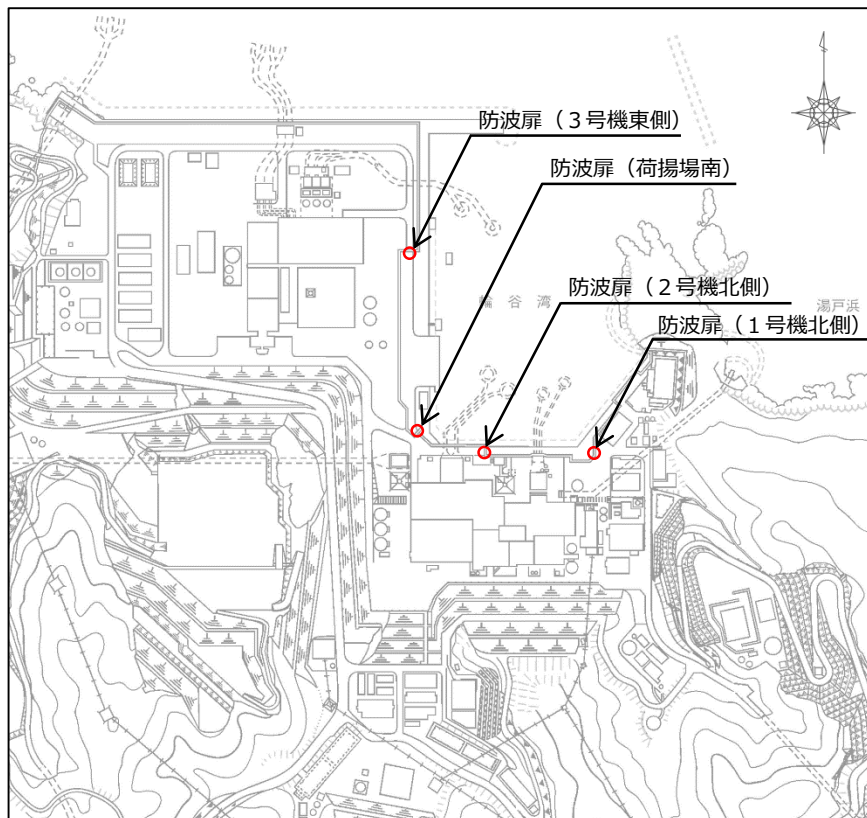 防波扉（３号機東側）
防波扉（荷揚場南）
防波扉（２号機北側）
輪谷湾
湯戸浜
防波扉（１号機北側）